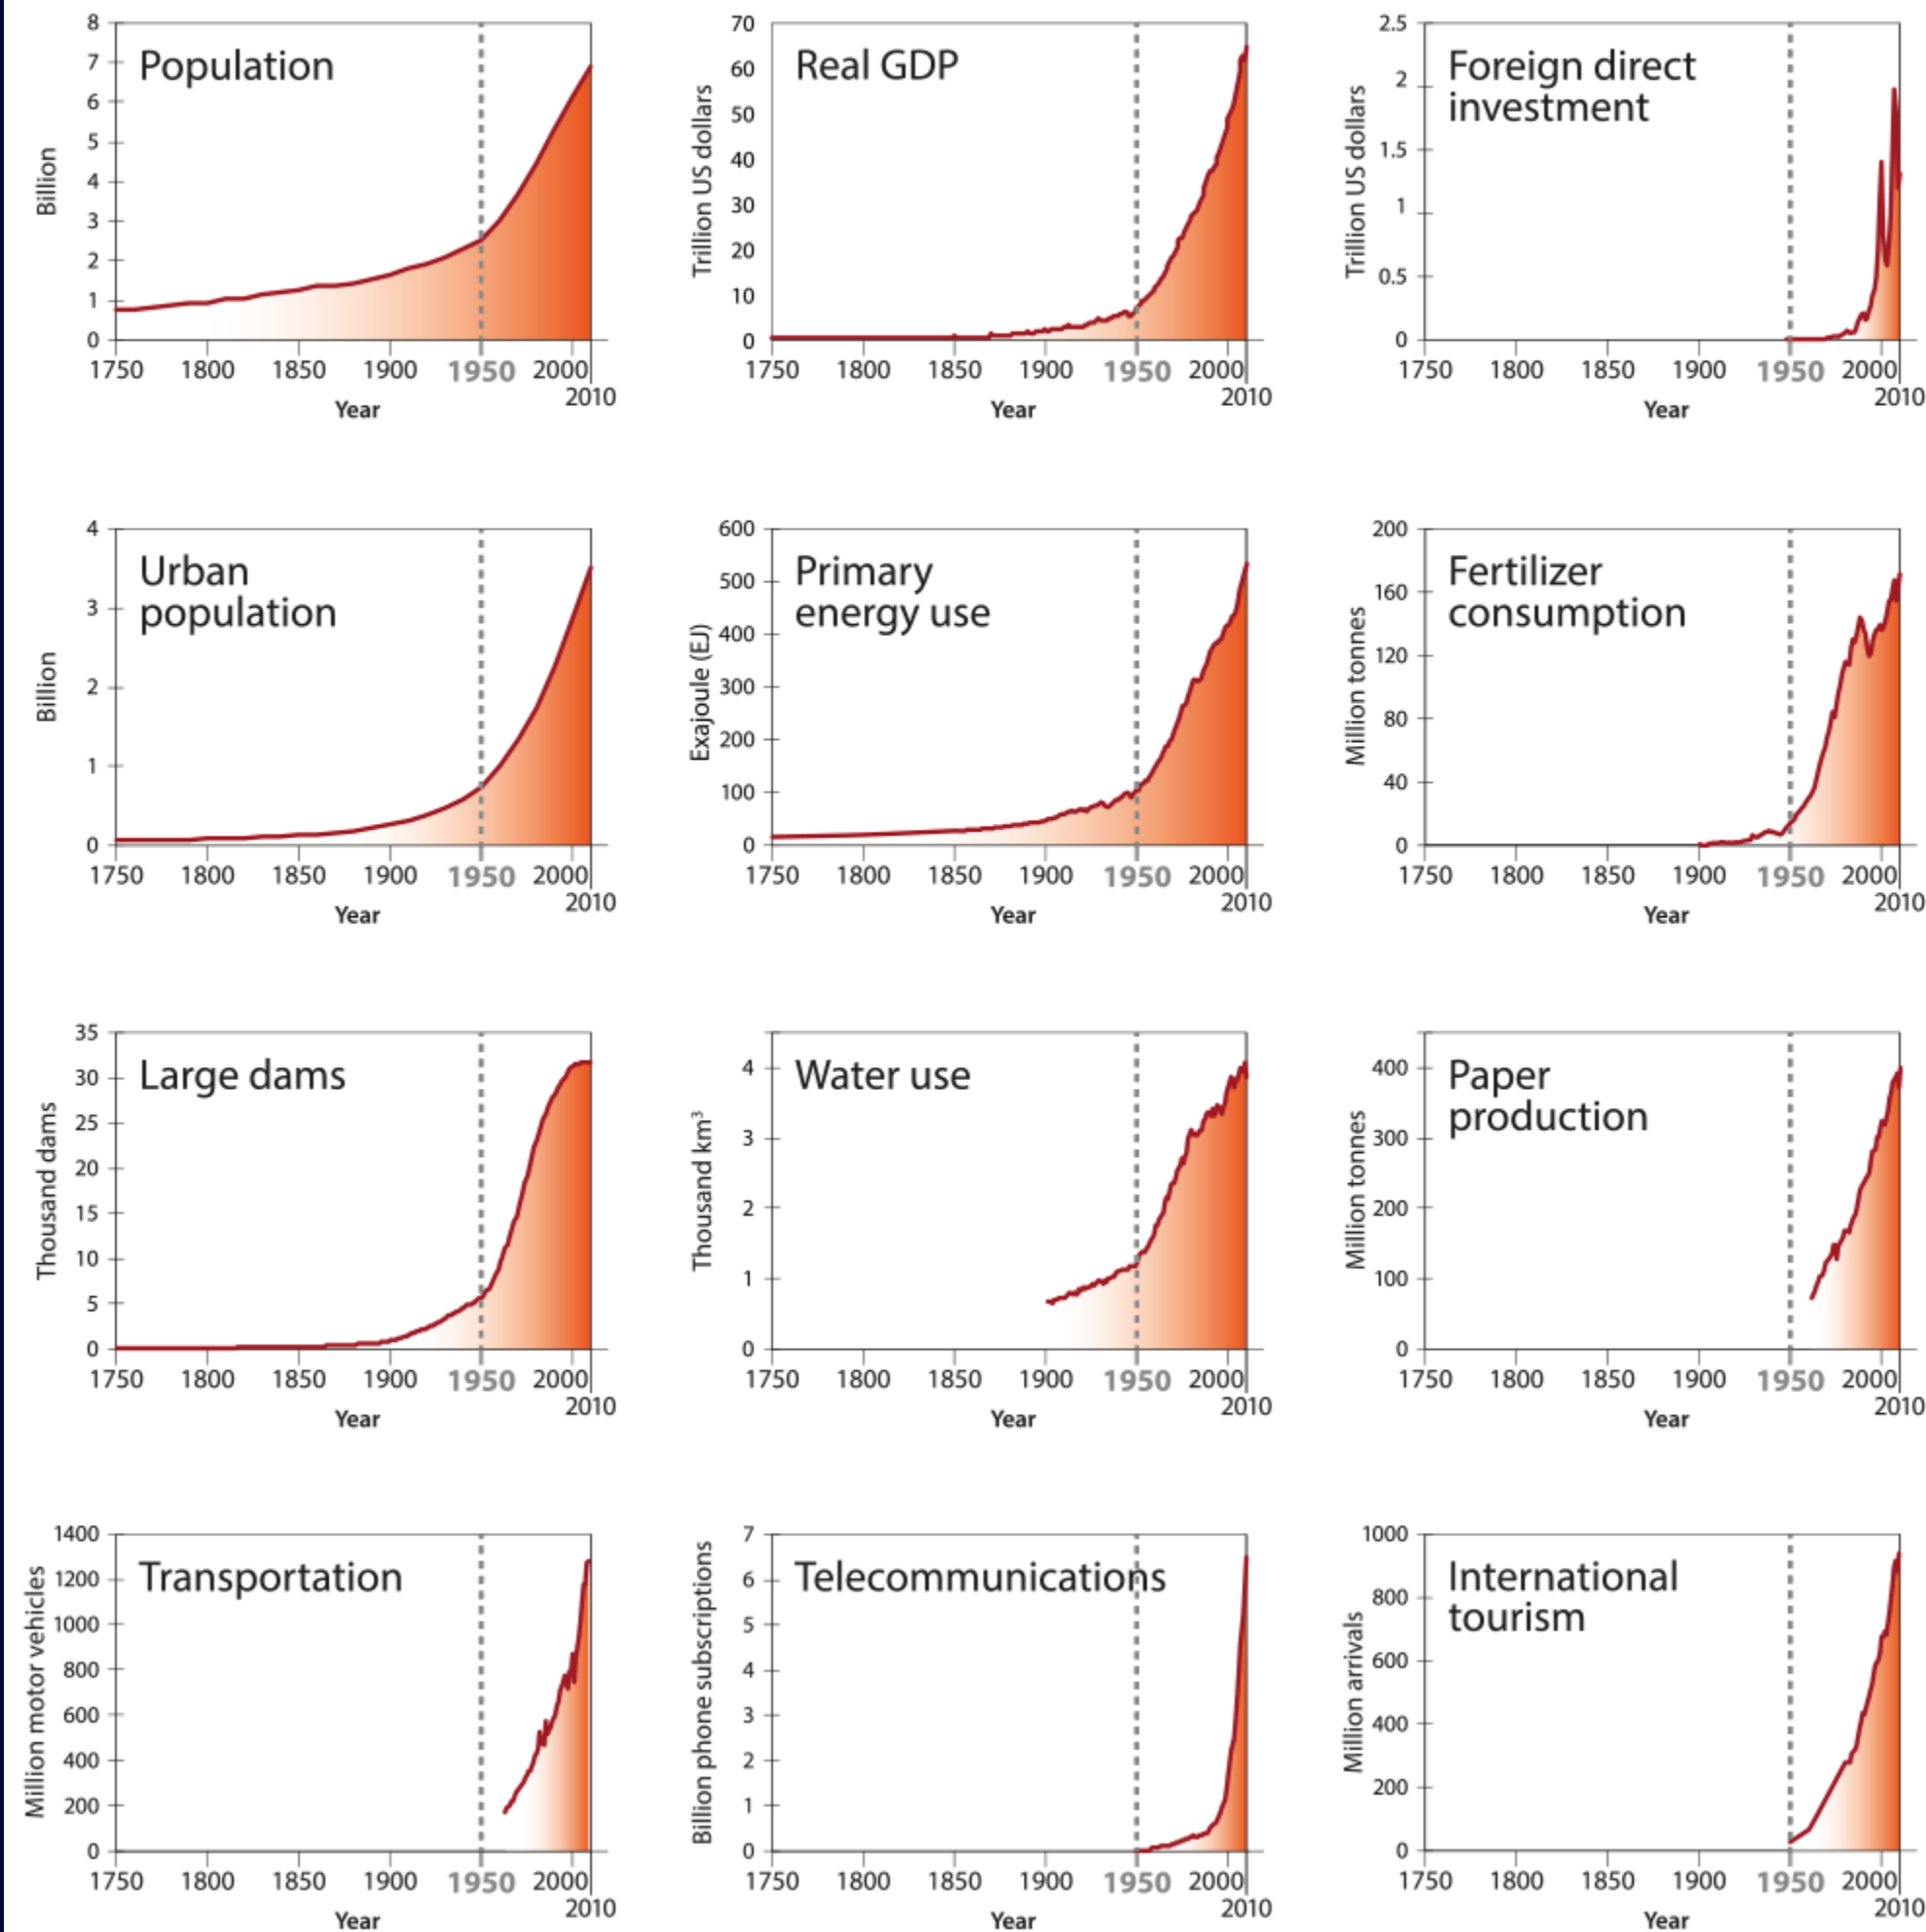 Population
Billion
8
7
6
5
4
3
2
1
0
1750 1800 1850 1900 1950 2000
2010
Year
Real GDP
Trillion US dollars
70
60
50
40
30
20
10
0
1750 1800 1850 1900 1950 2000
2010
Year
Foreign direct
investment
Trillion US dollars
2.5
2
1.5
1
0.5
0
1750 1800 1850 1900 1950 2000
2010
Year
Urban
population
Billion
4
3
2
1
0
1750 1800 1850 1900 1950 2000
2010
Year
Primary
energy use
Exajoule (EJ)
600
500
400
300
200
100
0
1750 1800 1850 1900 1950 2000
2010
Year
Fertilizer
consumption
Million tonnes
200
160
120
80
40
0
1750 1800 1850 1900 1950 2000
2010
Year
Large dams
Thousand dams
35
30
25
20
15
10
5
0
1750 1800 1850 1900 1950 2000
2010
Year
Water use
Thousand km³
4
3
2
1
0
1750 1800 1850 1900 1950 2000
2010
Year
Paper
production
Million tonnes
400
300
200
100
0
1750 1800 1850 1900 1950 2000
2010
Year
Transportation
Million motor vehicles
1400
1200
1000
800
600
400
200
0
1750 1800 1850 1900 1950 2000
2010
Year
Telecommunications
Billion phone subscriptions
7
6
5
4
3
2
1
0
1750 1800 1850 1900 1950 2000
2010
Year
International
tourism
Million arrivals
1000
800
600
400
200
0
1750 1800 1850 1900 1950 2000
2010
Year